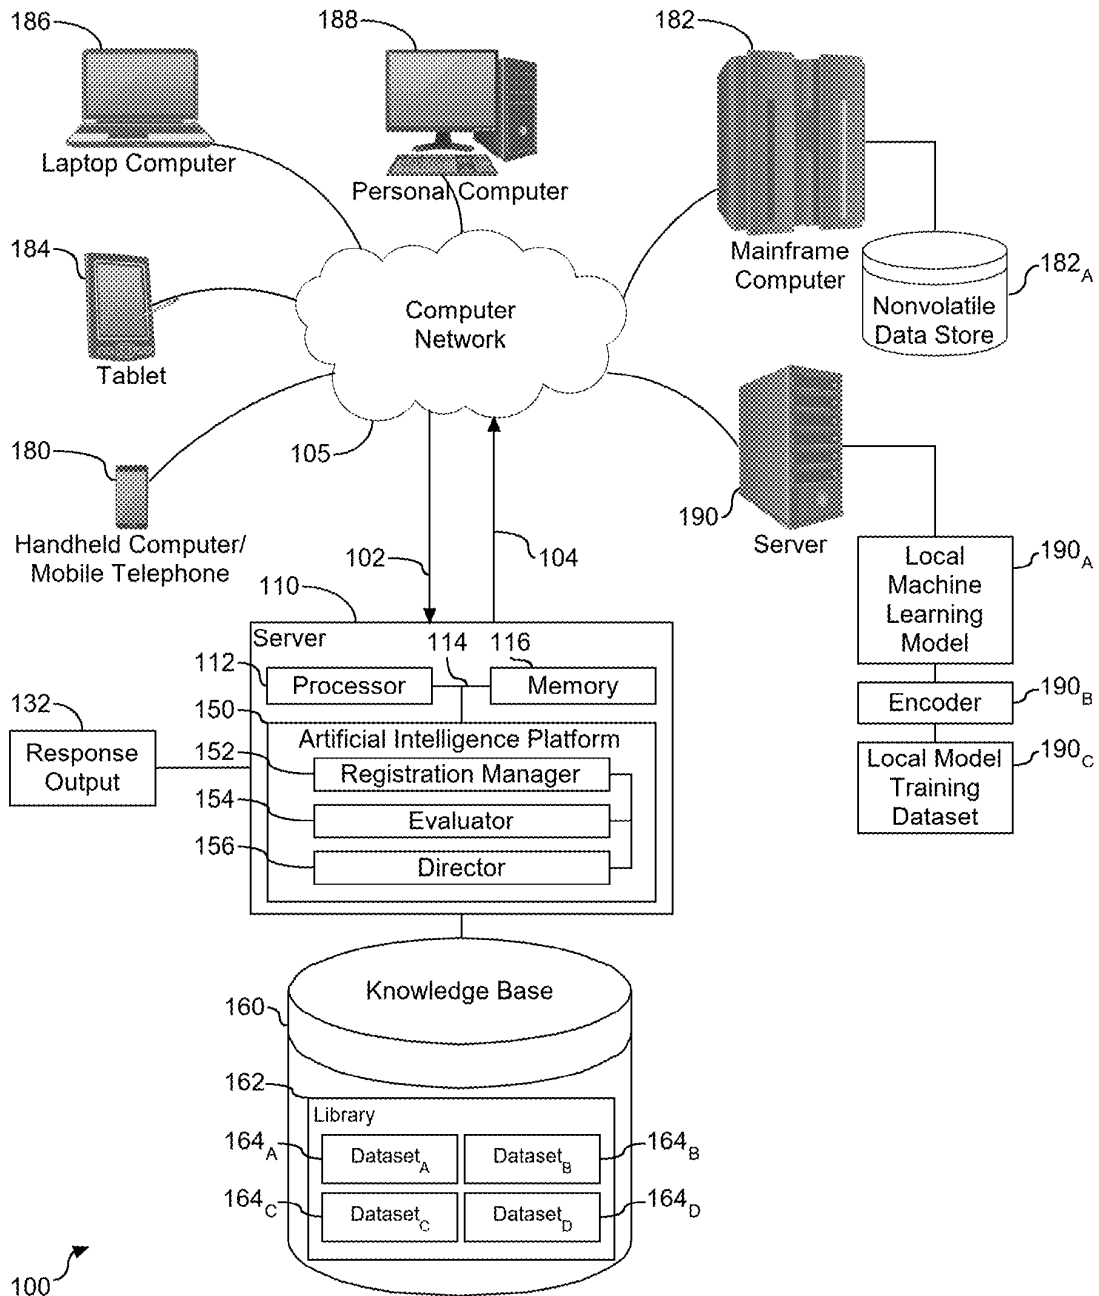 186
188
182
Laptop Computer
Personal Computer
Mainframe
Computer
184
182A
Nonvolatile
Data Store
Computer
Network
Tablet
105
180
190
Server
Handheld Computer/
Mobile Telephone
102
104
190A
Local
Machine
Learning
Model
110
Server
114
116
112
Processor
Memory
190B
Encoder
132
150
Response
Output
Artificial Intelligence Platform
152
Registration Manager
190C
Local Model
Training
Dataset
154
Evaluator
156
Director
Knowledge Base
160
162
Library
164A
DatasetA
DatasetB
164B
164C
DatasetC
DatasetD
164D
100